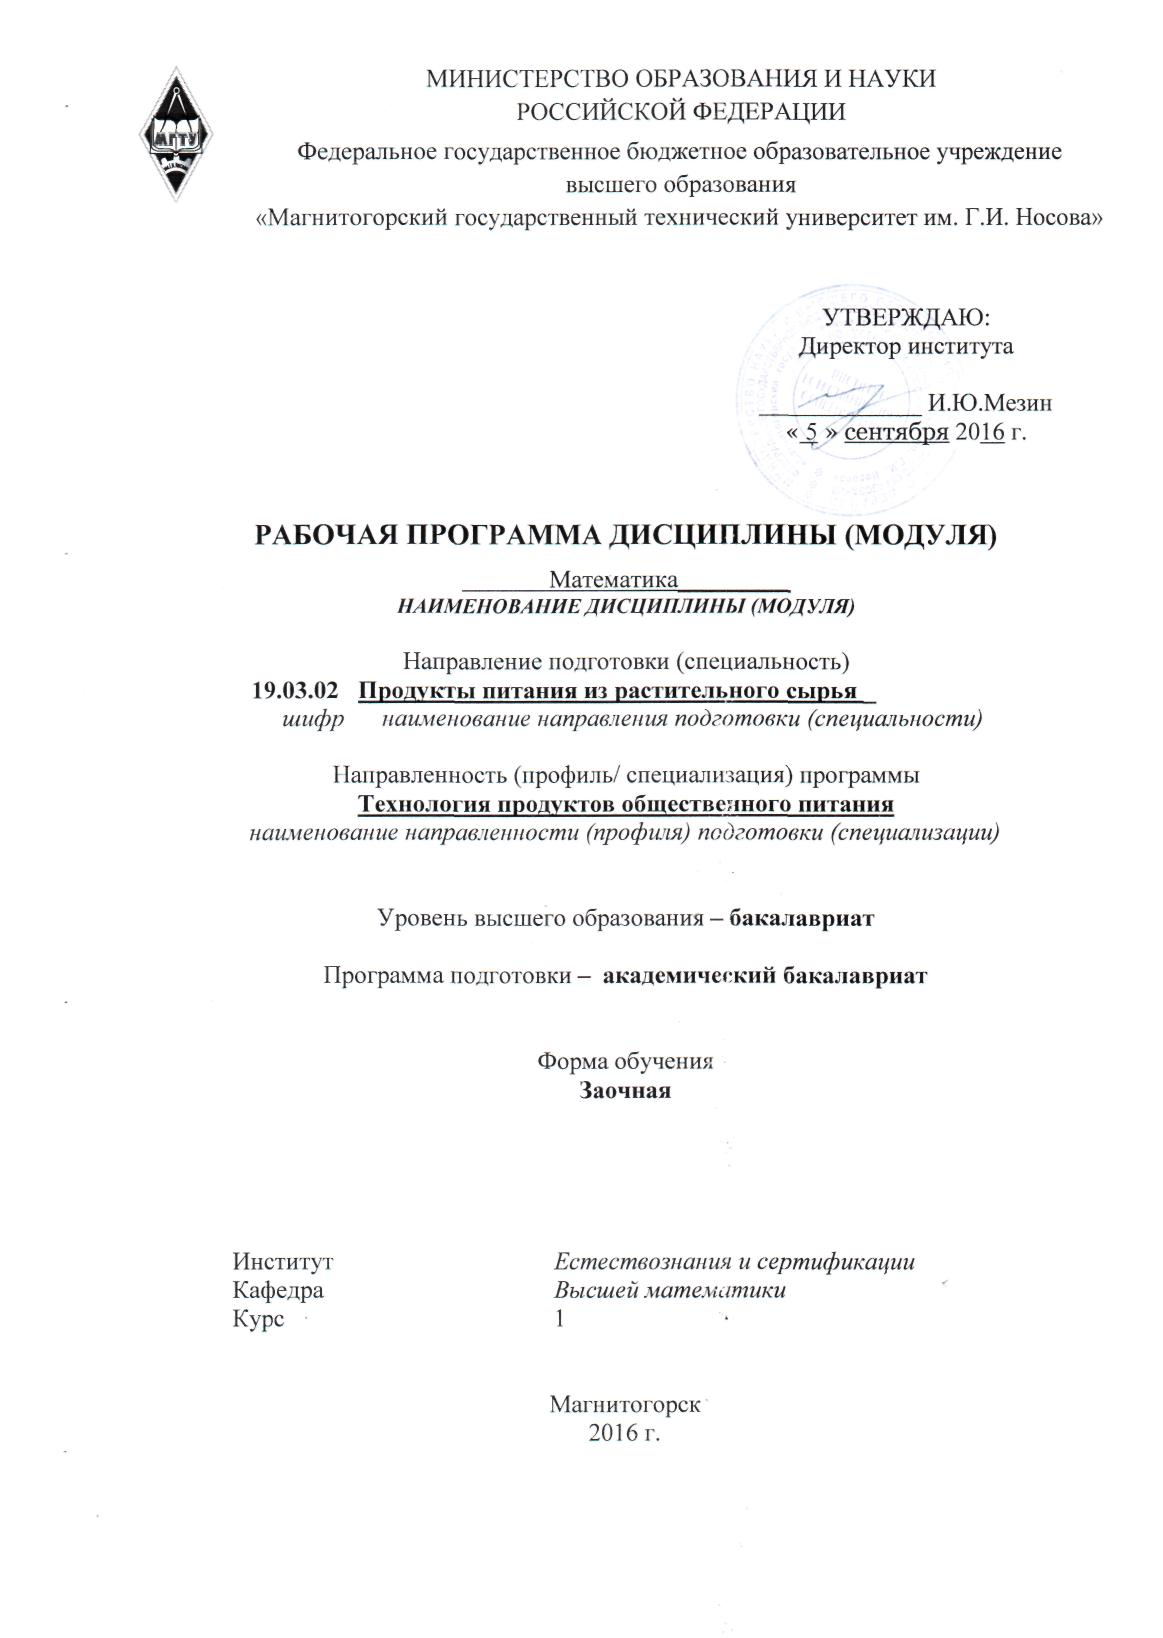 МИНИСТЕРСТВО ОБРАЗОВАНИЯ И НАУКИ
РОССИЙСКОЙ ФЕДЕРАЦИИ
Федеральное государственное бюджетное образовательное учреждение
высшего образования
«Магнитогорский государственный технический университет им. Г.И. Носова»
МГТУ
УТВЕРЖДАЮ:
Директор института
_____________ И.Ю.Мезин
« 5 » сентября 2016 г.
РАБОЧАЯ ПРОГРАММА ДИСЦИПЛИНЫ (МОДУЛЯ)
_______Математика_________
НАИМЕНОВАНИЕ ДИСЦИПЛИНЫ (МОДУЛЯ)
Направление подготовки (специальность)
19.03.02 Продукты питания из растительного сырья _
шифр наименование направления подготовки (специальности)
Направленность (профиль/ специализация) программы
Технология продуктов общественного питания
наименование направленности (профиля) подготовки (специализации)
Уровень высшего образования – бакалавриат
Программа подготовки – академический бакалавриат
Форма обучения
Заочная
Институт Естествознания и сертификации
Кафедра Высшей математики
Курс 1
Магнитогорск
2016 г.